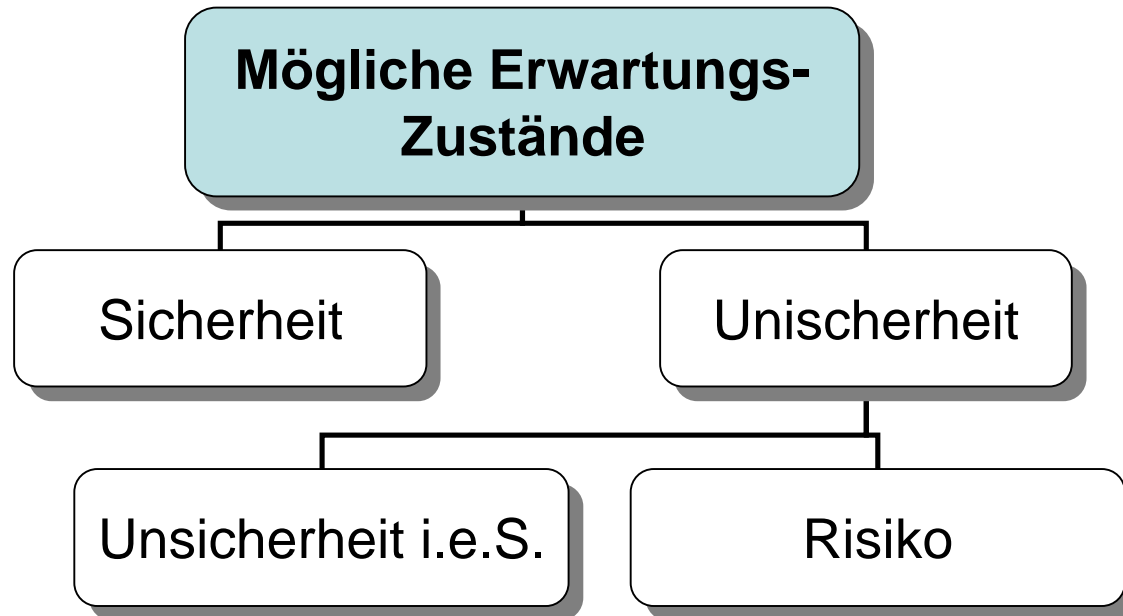 Mögliche Erwartungs-
Zustände
Sicherheit
Unischerheit
Unsicherheit i.e.S.
Risiko